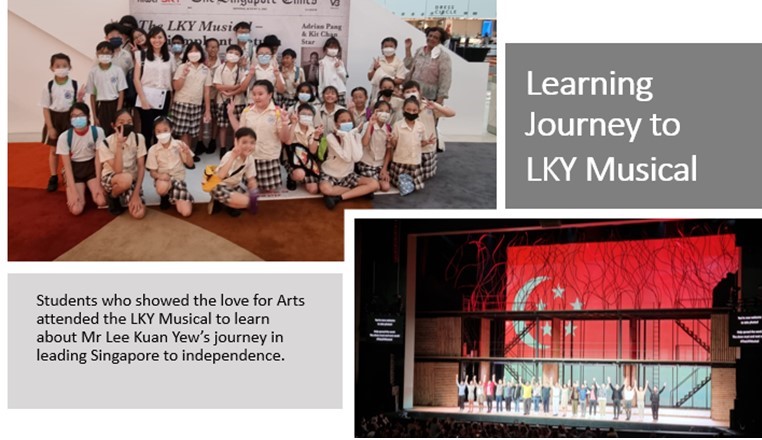 The Singapore Times
The LKY Musical –
Adrian Pang
& Kit Chan
Star
DRESS
CIRCLE
Learning
Journey to
LKY Musical
Students who showed the love for Arts
attended the LKY Musical to learn
about Mr Lee Kuan Yew's journey in
leading Singapore to independence.